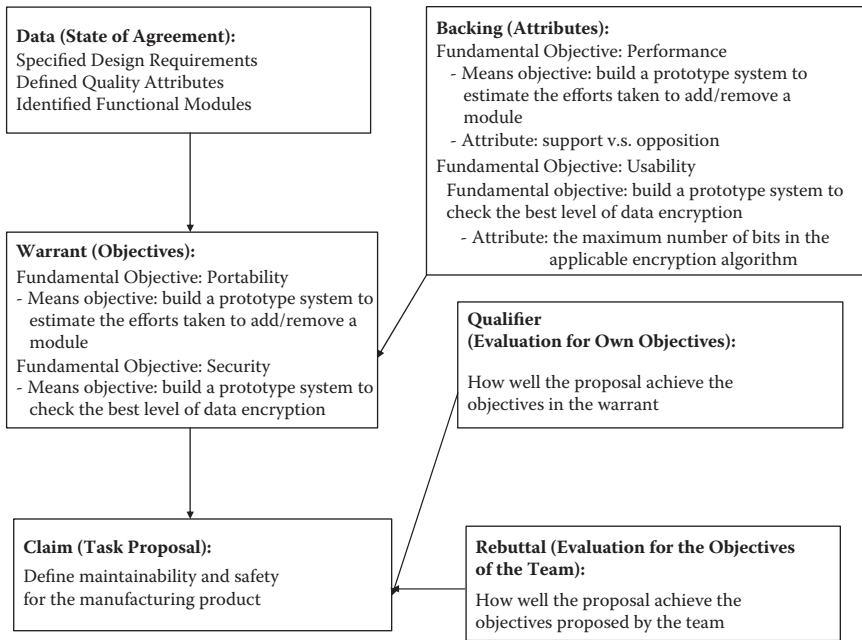 Data (State of Agreement):
Specified Design Requirements
Defined Quality Attributes
Identified Functional Modules
Backing (Attributes):
Fundamental Objective: Performance
- Means objective: build a prototype system to
estimate the efforts taken to add/remove a
module
- Attribute: support v.s. opposition
Fundamental Objective: Usability
Fundamental objective: build a prototype system to
check the best level of data encryption
- Attribute: the maximum number of bits in the
applicable encryption algorithm
Warrant (Objectives):
Fundamental Objective: Portability
- Means objective: build a prototype system to
estimate the efforts taken to add/remove a
module
Fundamental Objective: Security
- Means objective: build a prototype system to
check the best level of data encryption
Qualifier
(Evaluation for Own Objectives):
How well the proposal achieve the
objectives in the warrant
Claim (Task Proposal):
Define maintainability and safety
for the manufacturing product
Rebuttal (Evaluation for the Objectives
of the Team):
How well the proposal achieve the
objectives proposed by the team